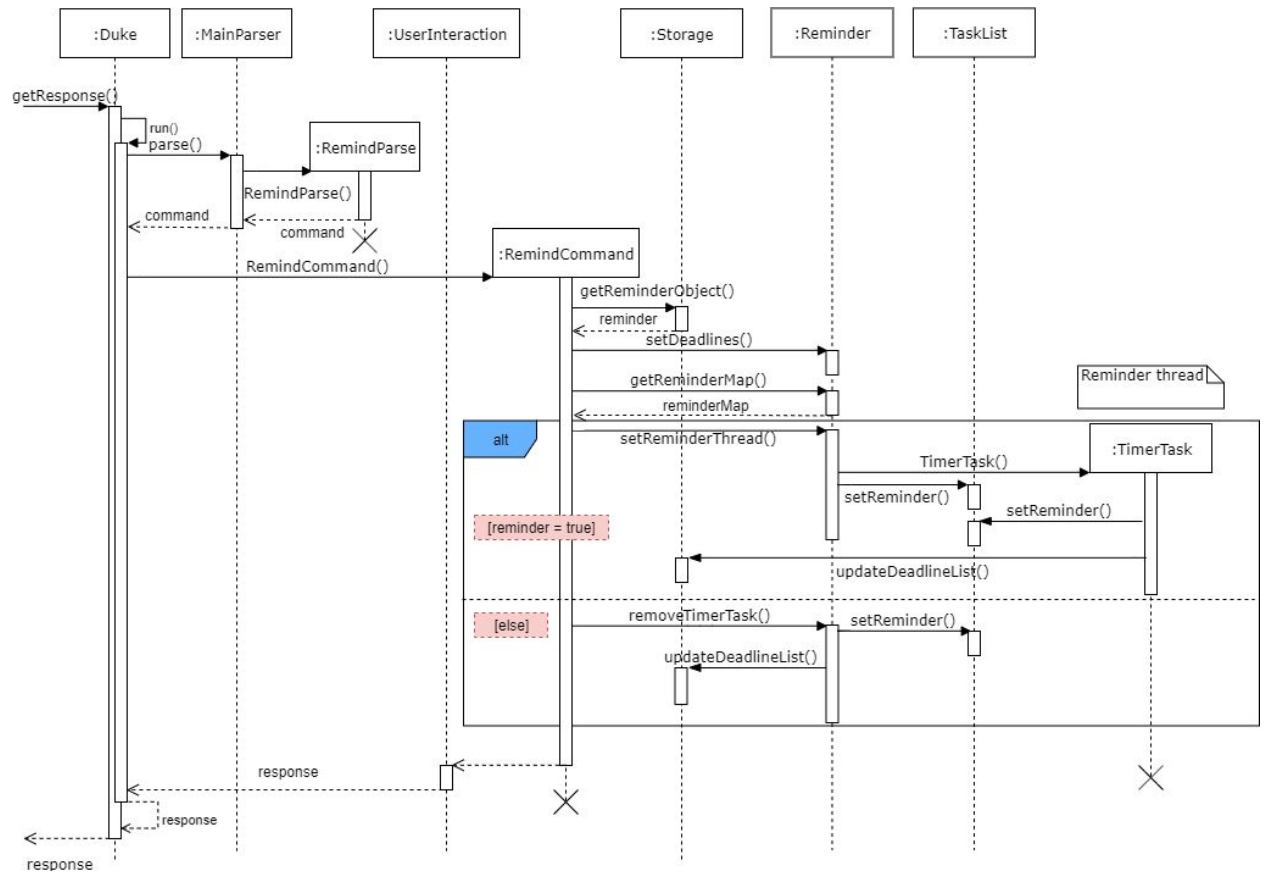 :Duke
:MainParser
:UserInteraction
:Storage
:Reminder
:TaskList
getResponse()
run()
parse()
:RemindParse
RemindParse()
command
command
:RemindCommand
RemindCommand()
getReminderObject()
reminder
setDeadlines()
getReminderMap()
Reminder thread
reminderMap
alt
setReminderThread()
:TimerTask
TimerTask()
setReminder()
setReminder()
[reminder = true]
updateDeadlineList()
removeTimerTask()
setReminder()
[else]
updateDeadlineList()
response
response
response